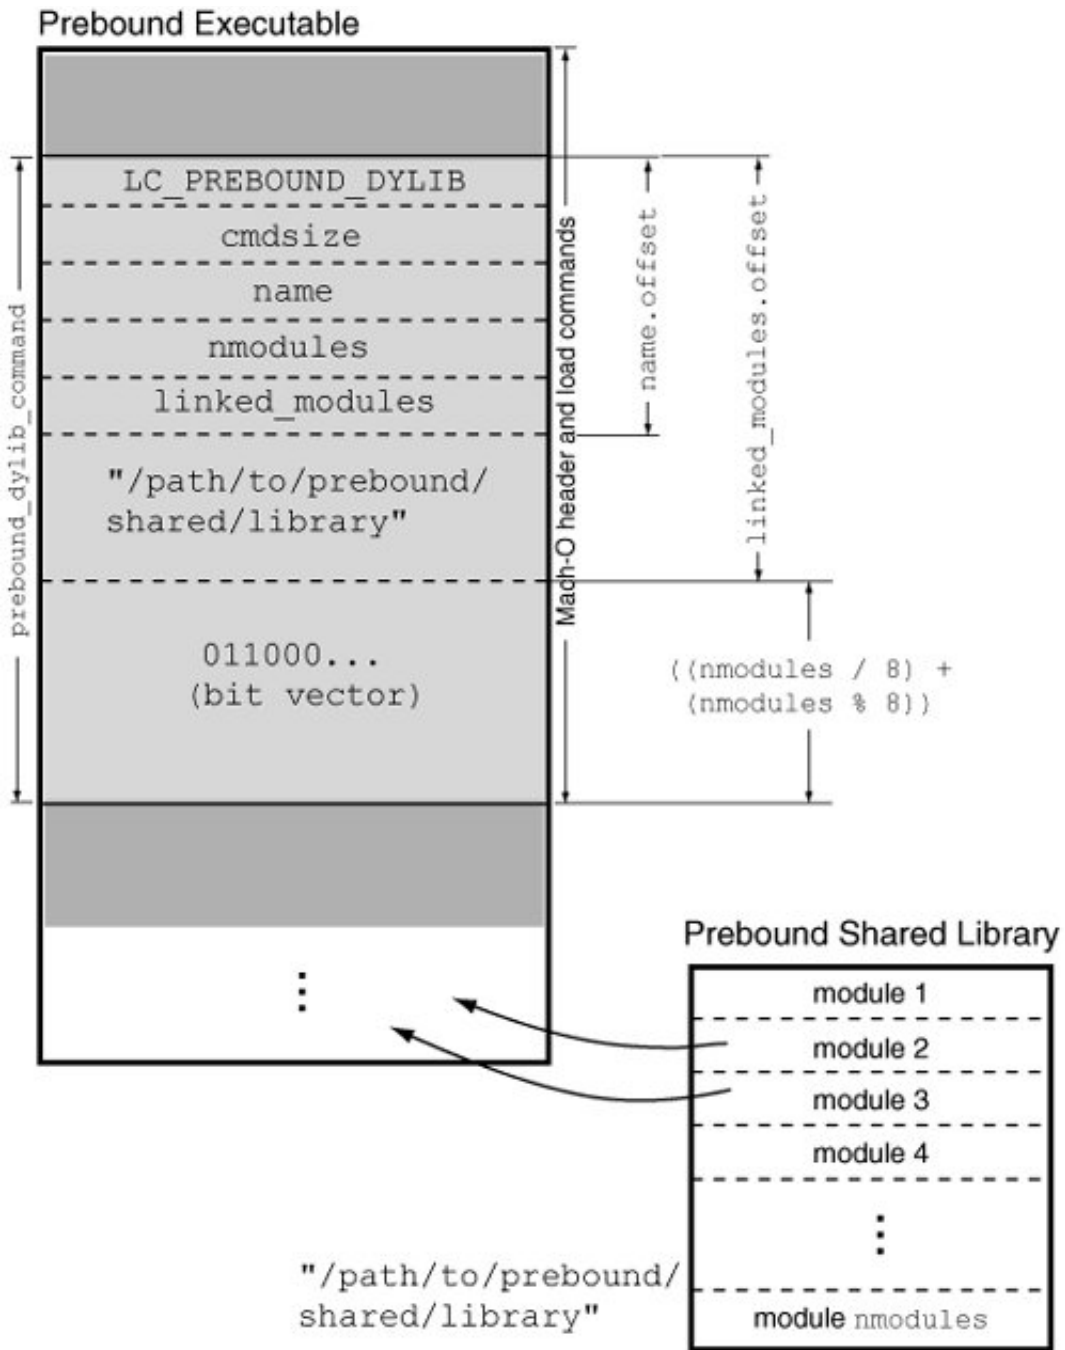 Prebound Executable
LC_PREBOUND_DYLIB
cmdsize
name
nmodules
linked_modules
"/path/to/prebound/
shared/library"
011000...
(bit vector)
prebound_dylib_command
Mach-O header and load commands
name.offset
linked_modules.offset
((nmodules / 8) +
(nmodules % 8))
Prebound Shared Library
module 1
module 2
module 3
module 4
module nmodules
"/path/to/prebound/
shared/library"